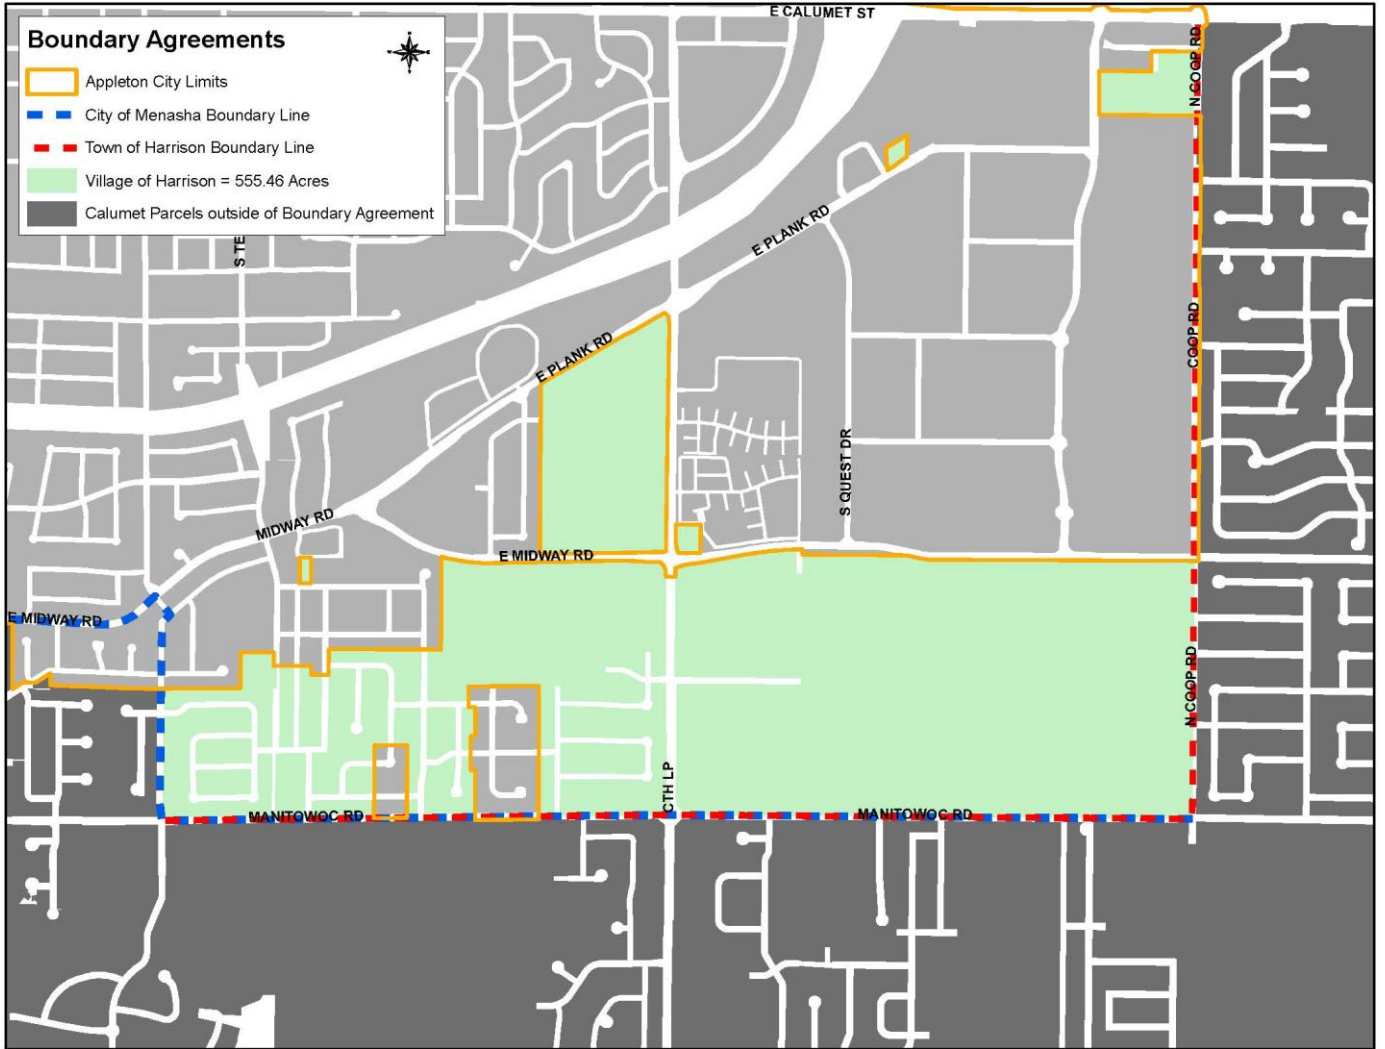 E CALUMET ST
Boundary Agreements
Appleton City Limits
City of Menasha Boundary Line
Town of Harrison Boundary Line
Village of Harrison = 555.46 Acres
Calumet Parcels outside of Boundary Agreement
N COOP RD
S TE
E PLANK RD
COOP RD
E PLANK RD
S QUEST DR
MIDWAY RD
E MIDWAY RD
E MIDWAY RD
N COOP RD
CTH LP
MANITOWOC RD
MANITOWOC RD